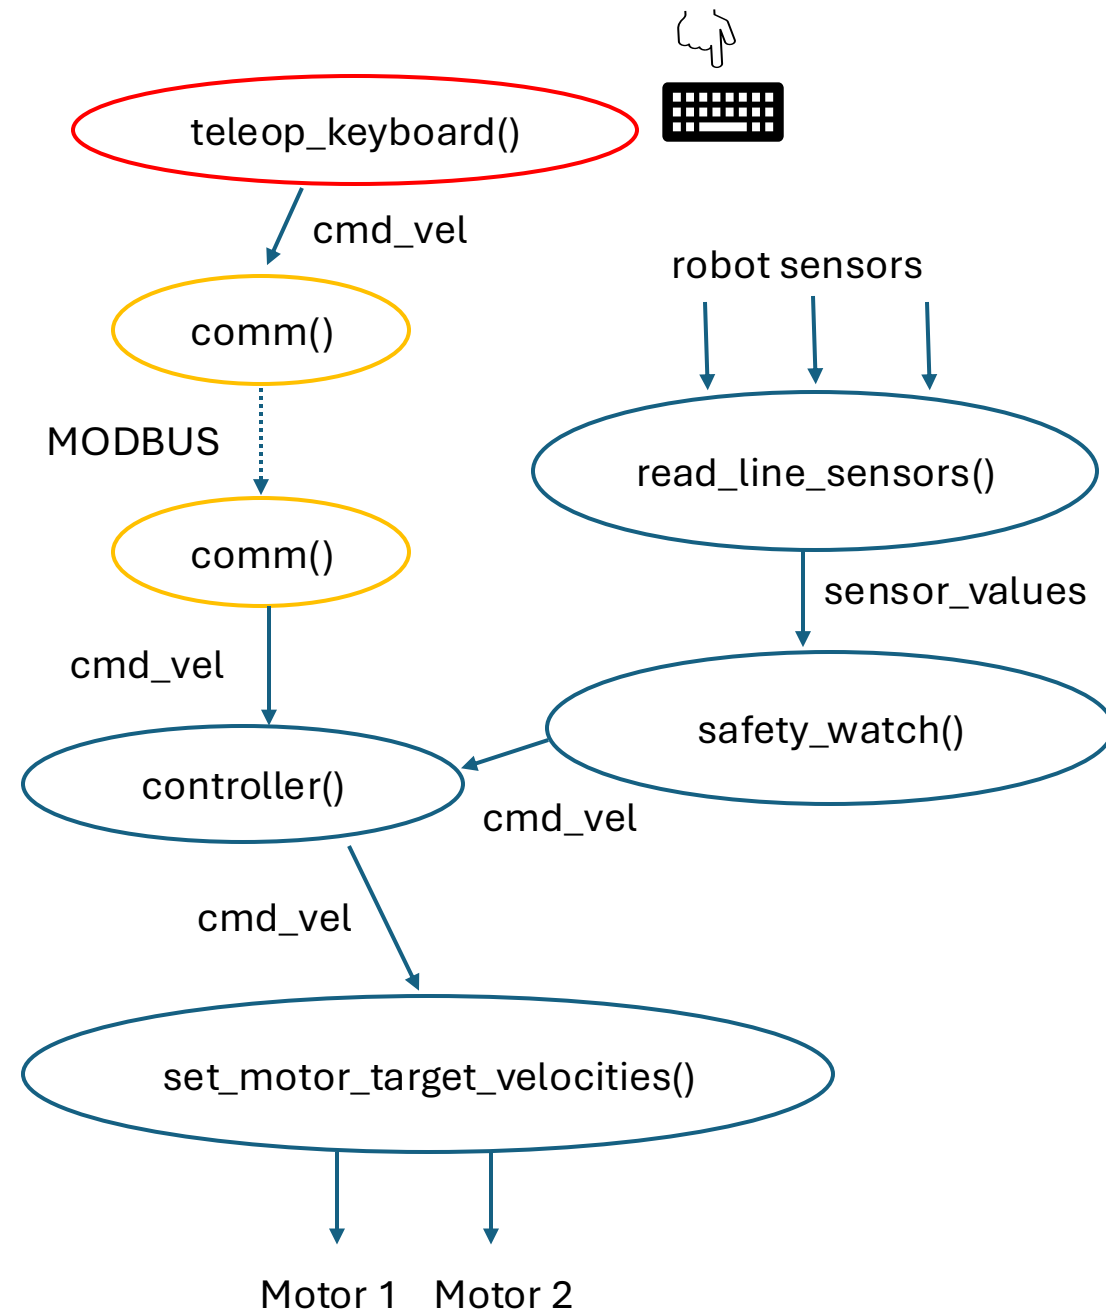 teleop_keyboard()
cmd_vel
robot sensors
comm()
MODBUS
read_line_sensors()
comm()
sensor_values
cmd_vel
safety_watch()
controller()
cmd_vel
cmd_vel
set_motor_target_velocities()
Motor 1 Motor 2